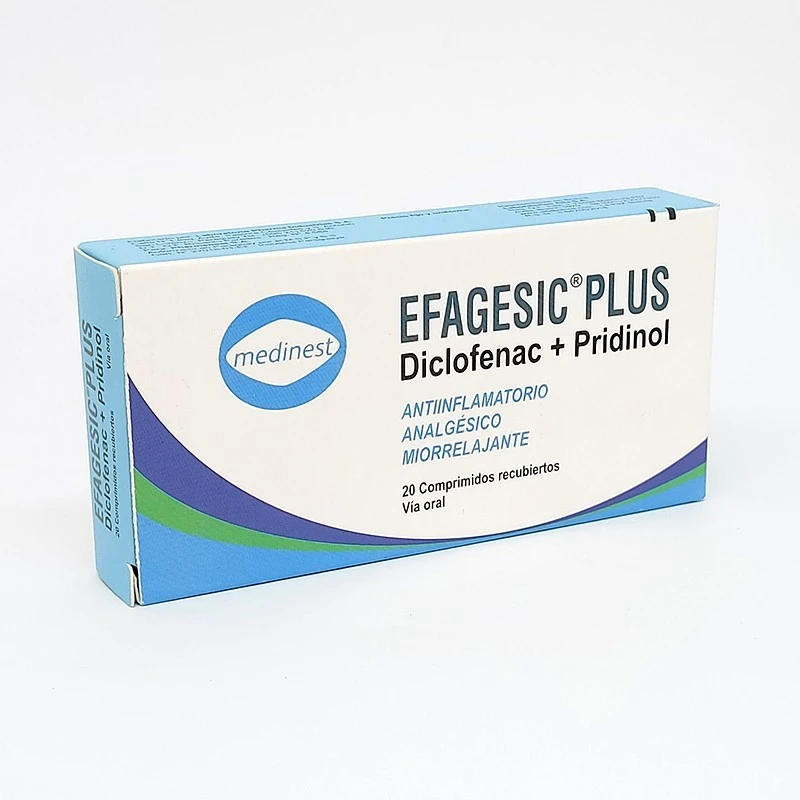 medinest
EFAGESIC® PLUS
Diclofenac + Pridinol
ANTIINFLAMATORIO
ANALGÉSICO
MIORRELAJANTE
20 Comprimidos recubiertos
Vía oral
EFAGESIC® PLUS
Diclofenac + Pridinol
20 Comprimidos recubiertos
Vía oral